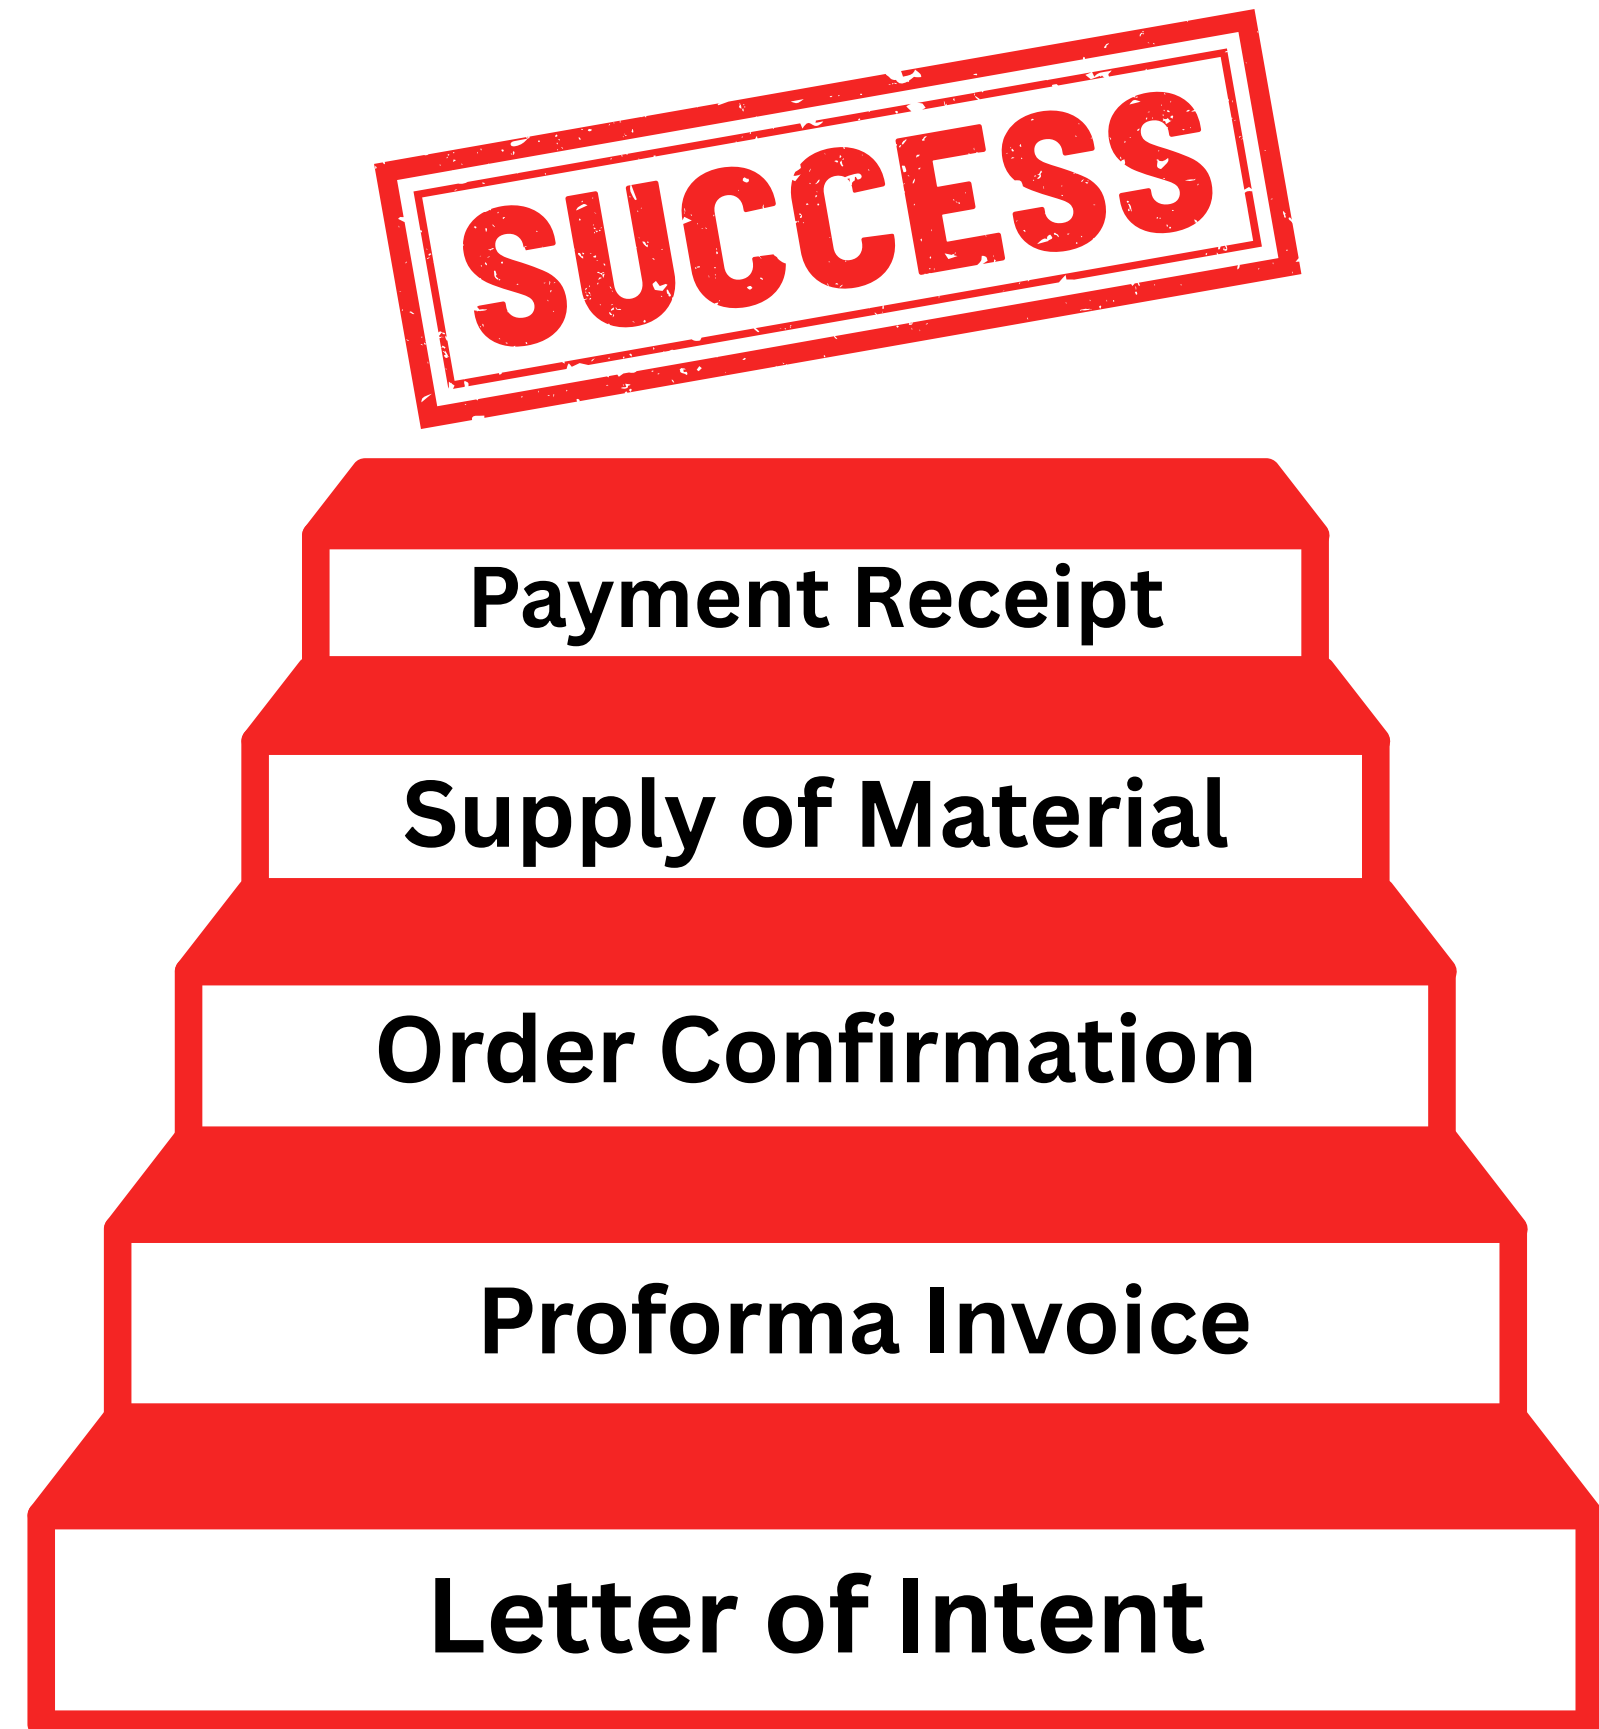 SUCCESS
Payment Receipt
Supply of Material
Order Confirmation
Proforma Invoice
Letter of Intent